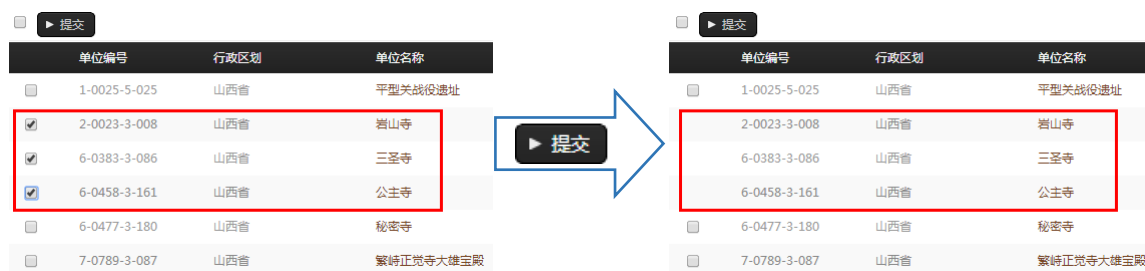 ▶ 提交
单位编号 行政区划 单位名称
1-0025-5-025 山西省 平型关战役遗址
2-0023-3-008 山西省 岩山寺
6-0383-3-086 山西省 三圣寺
6-0458-3-161 山西省 公主寺
6-0477-3-180 山西省 秘密寺
7-0789-3-087 山西省 繁峙正觉寺大雄宝殿
▶ 提交
▶ 提交
单位编号 行政区划 单位名称
1-0025-5-025 山西省 平型关战役遗址
2-0023-3-008 山西省 岩山寺
6-0383-3-086 山西省 三圣寺
6-0458-3-161 山西省 公主寺
6-0477-3-180 山西省 秘密寺
7-0789-3-087 山西省 繁峙正觉寺大雄宝殿